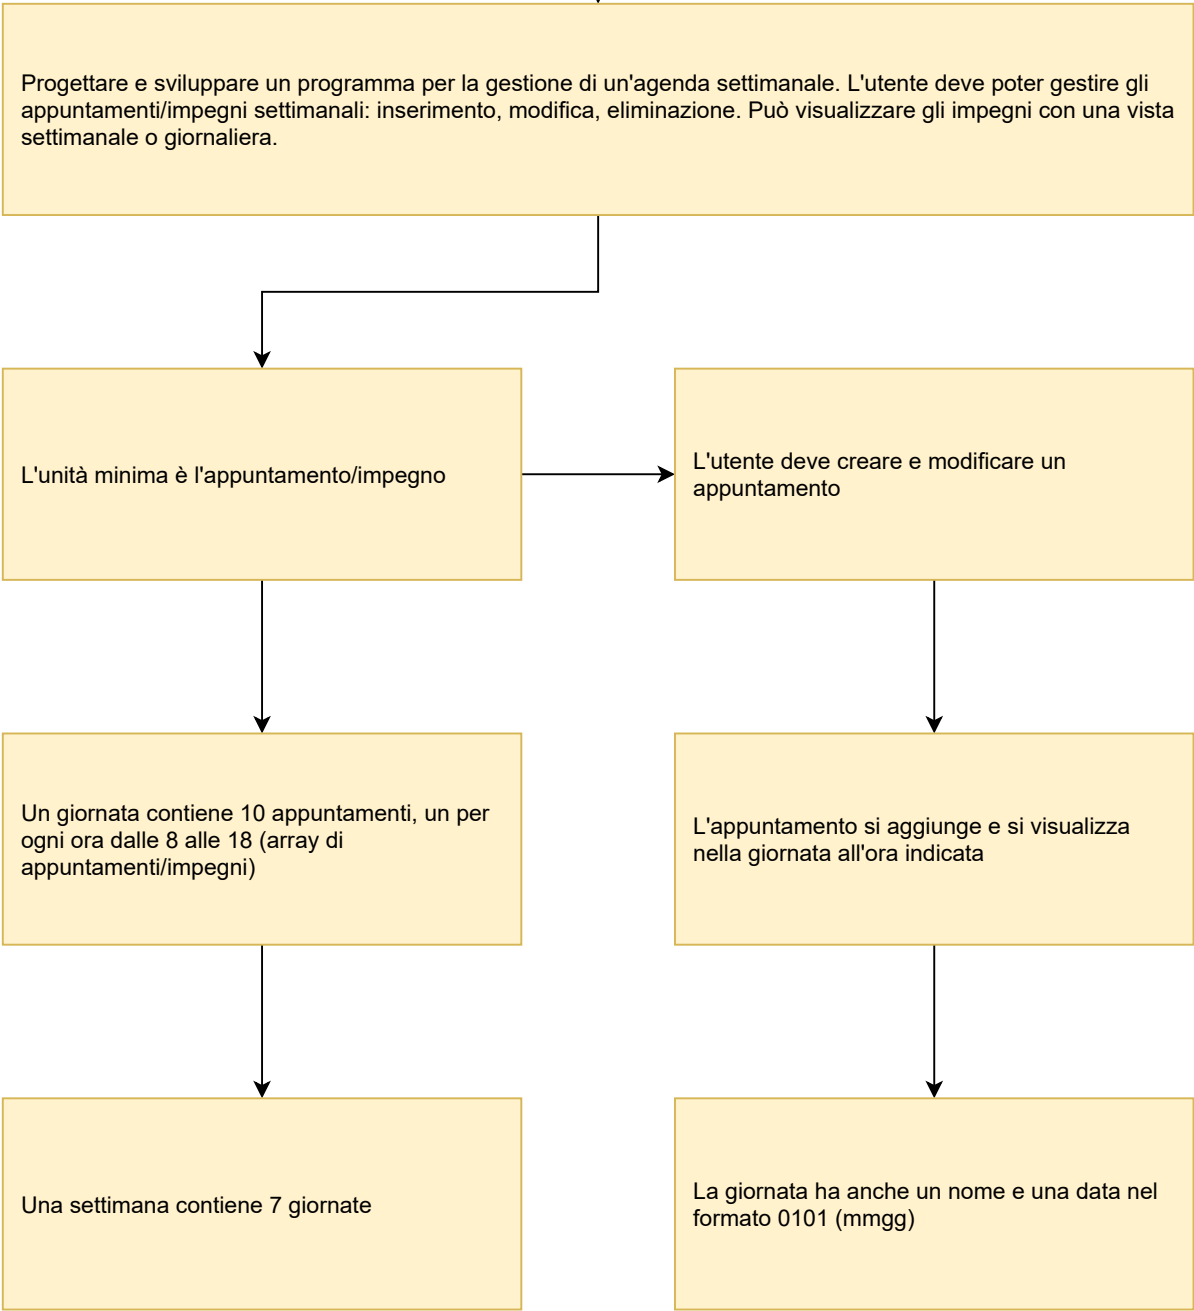 Progettare e sviluppare un programma per la gestione di un'agenda settimanale. L'utente deve poter gestire gli
appuntamenti/impegni settimanali: inserimento, modifica, eliminazione. Può visualizzare gli impegni con una vista
settimanale o giornaliera.
L'unità minima è l'appuntamento/impegno
L'utente deve creare e modificare un
appuntamento
Un giornata contiene 10 appuntamenti, un per
ogni ora dalle 8 alle 18 (array di
appuntamenti/impegni)
L'appuntamento si aggiunge e si visualizza
nella giornata all'ora indicata
Una settimana contiene 7 giornate
La giornata ha anche un nome e una data nel
formato 0101 (mmgg)